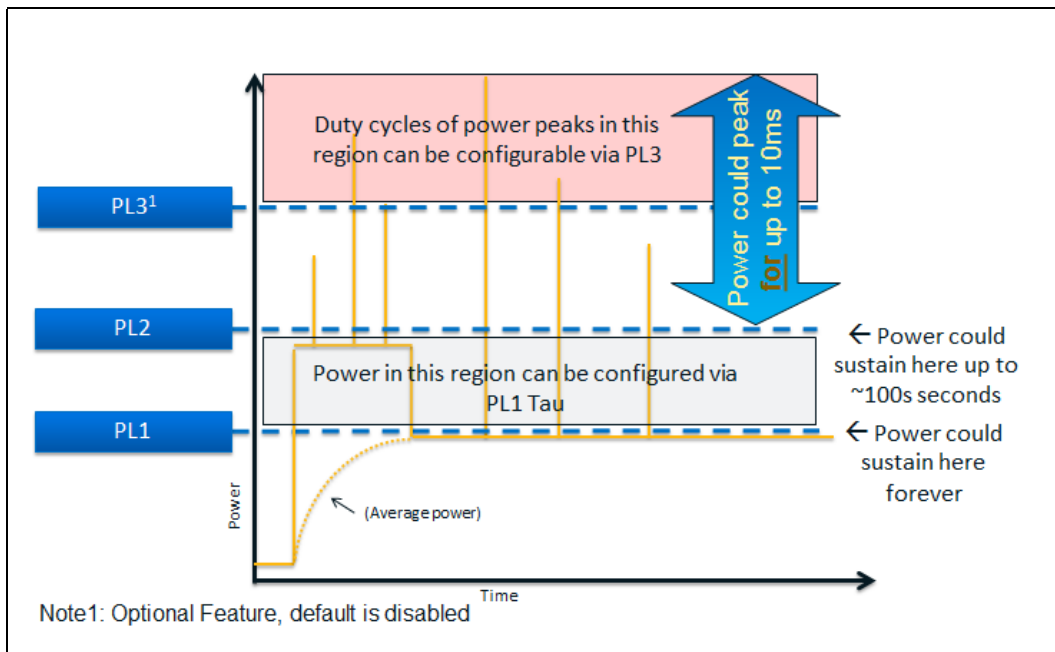 Duty cycles of power peaks in this
region can be configurable via PL3
Power could peak
for up to 10ms
PL3¹
PL2
← Power could
sustain here up to
~100s seconds
Power in this region can be configured via
PL1 Tau
PL1
← Power could
sustain here
forever
(Average power)
Power
Time
Note1: Optional Feature, default is disabled